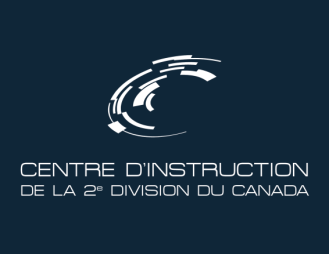 CENTRE D'INSTRUCTION
DE LA 2e DIVISION DU CANADA